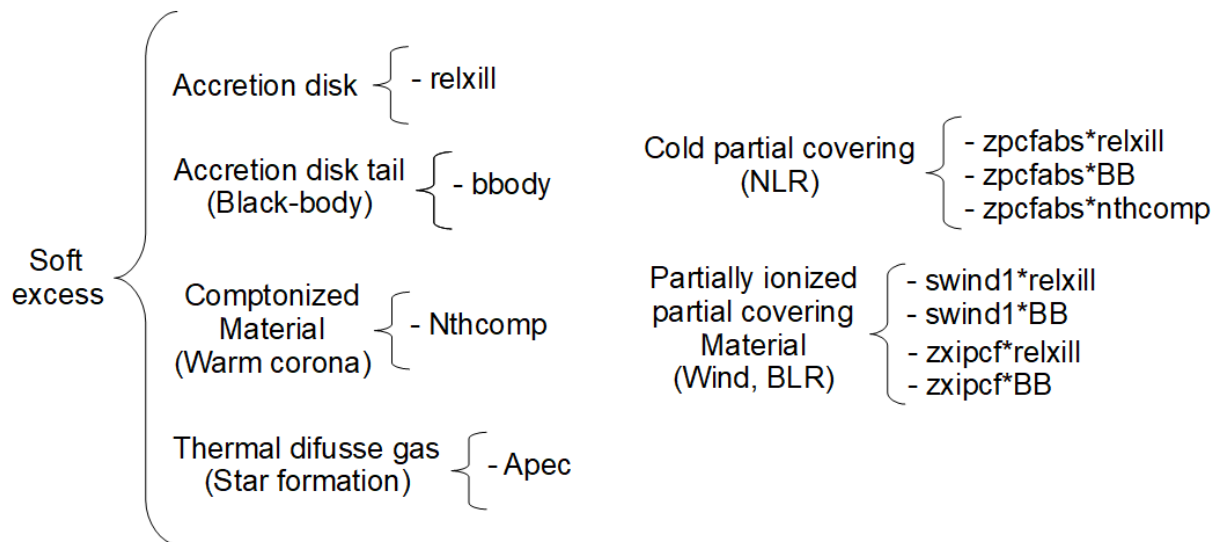 Soft
excess
Accretion disk
- relxill
Accretion disk tail
(Black-body)
- bbody
Comptonized
Material
(Warm corona)
- Nthcomp
Thermal difusse gas
(Star formation)
- Apec
Cold partial covering
(NLR)
- zpcfabs*relxill
- zpcfabs*BB
- zpcfabs*nthcomp
Partially ionized
partial covering
Material
(Wind, BLR)
- swind1*relxill
- swind1*BB
- zxipcf*relxill
- zxipcf*BB